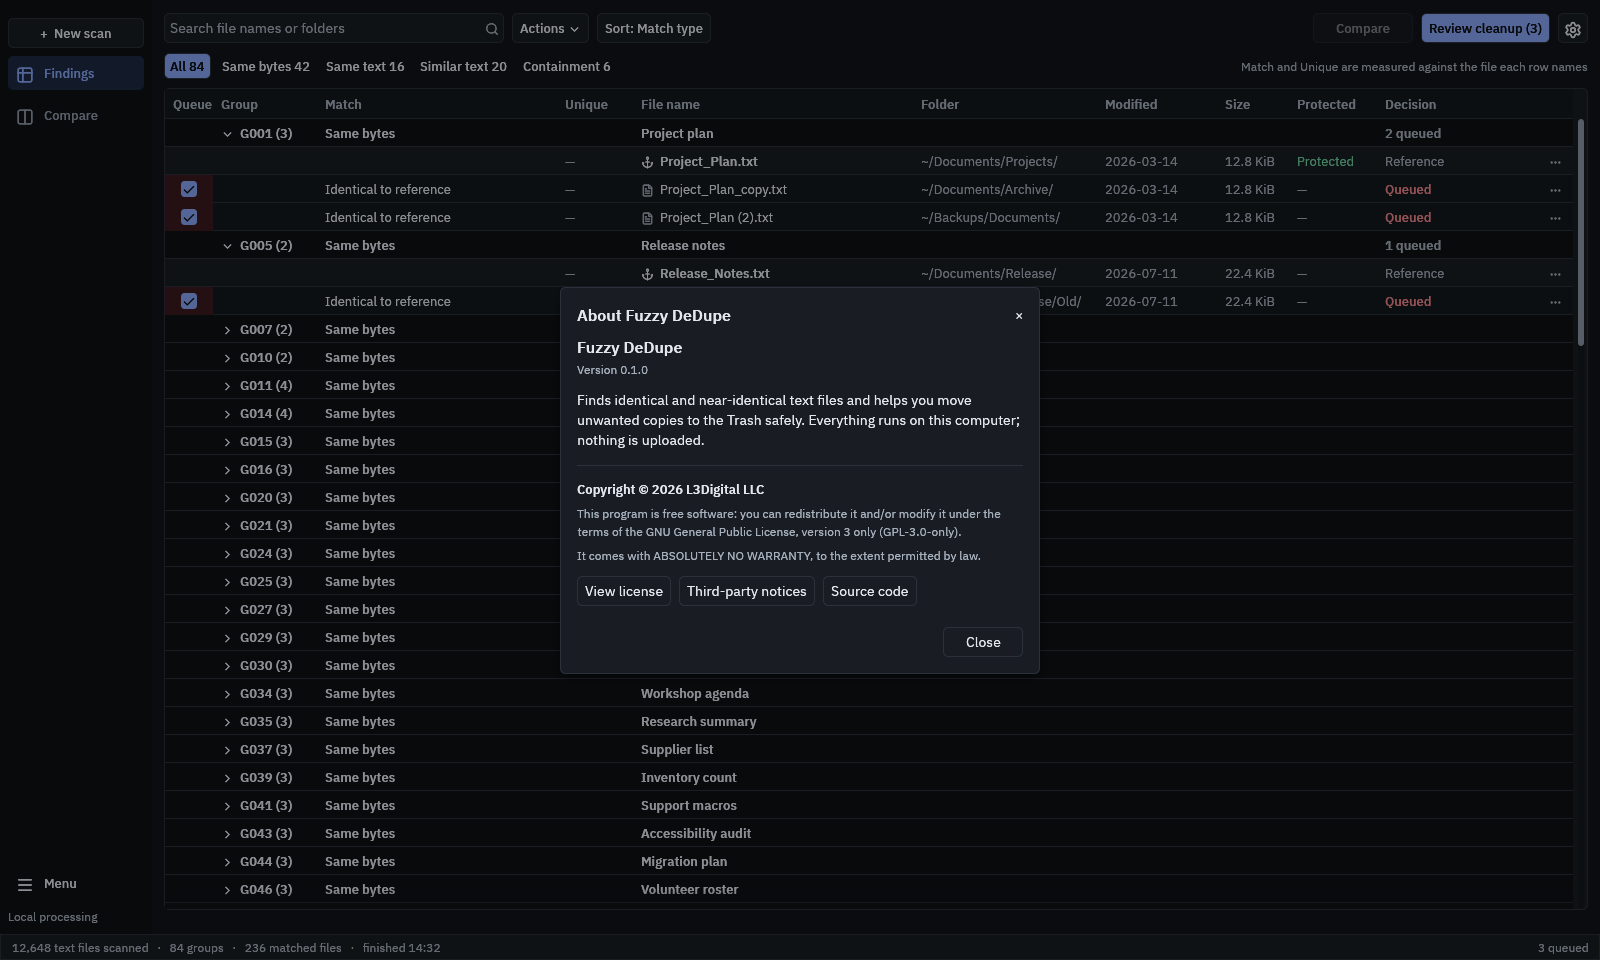 + New scan
Findings
Compare
Menu
Local processing
Search file names or folders
Actions
Sort: Match type
Compare
Review cleanup (3)
All 84
Same bytes 42
Same text 16
Similar text 20
Containment 6
Match and Unique are measured against the file each row names
Queue Group Match Unique File name Folder Modified Size Protected Decision
G001 (3) Same bytes Project plan 2 queued
— Project_Plan.txt ~/Documents/Projects/ 2026-03-14 12.8 KiB Protected Reference ...
Identical to reference — Project_Plan_copy.txt ~/Documents/Archive/ 2026-03-14 12.8 KiB — Queued ...
Identical to reference — Project_Plan (2).txt ~/Backups/Documents/ 2026-03-14 12.8 KiB — Queued ...
G005 (2) Same bytes Release notes 1 queued
— Release_Notes.txt ~/Documents/Release/ 2026-07-11 22.4 KiB — Reference ...
Identical to reference se/Old/ 2026-07-11 22.4 KiB — Queued ...
G007 (2) Same bytes
G010 (2) Same bytes
G011 (4) Same bytes
G014 (4) Same bytes
G015 (3) Same bytes
G016 (3) Same bytes
G020 (3) Same bytes
G021 (3) Same bytes
G024 (3) Same bytes
G025 (3) Same bytes
G027 (3) Same bytes
G029 (3) Same bytes
G030 (3) Same bytes
G034 (3) Same bytes Workshop agenda
G035 (3) Same bytes Research summary
G037 (3) Same bytes Supplier list
G039 (3) Same bytes Inventory count
G041 (3) Same bytes Support macros
G043 (3) Same bytes Accessibility audit
G044 (3) Same bytes Migration plan
G046 (3) Same bytes Volunteer roster
About Fuzzy DeDupe ×
Fuzzy DeDupe
Version 0.1.0
Finds identical and near-identical text files and helps you move
unwanted copies to the Trash safely. Everything runs on this computer;
nothing is uploaded.
Copyright © 2026 L3Digital LLC
This program is free software: you can redistribute it and/or modify it under the
terms of the GNU General Public License, version 3 only (GPL-3.0-only).
It comes with ABSOLUTELY NO WARRANTY, to the extent permitted by law.
View license
Third-party notices
Source code
Close
12,648 text files scanned · 84 groups · 236 matched files · finished 14:32
3 queued